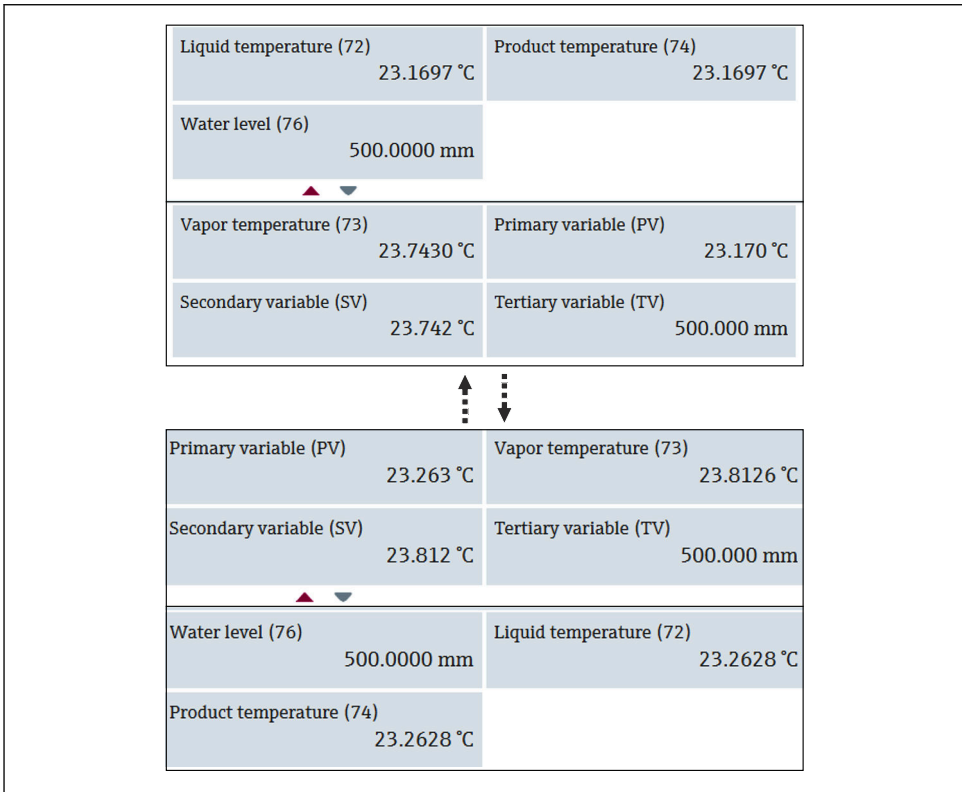 Liquid temperature (72)
23.1697 °C
Product temperature (74)
23.1697 °C
Water level (76)
500.0000 mm
Vapor temperature (73)
23.7430 °C
Primary variable (PV)
23.170 °C
Secondary variable (SV)
23.742 °C
Tertiary variable (TV)
500.000 mm
Primary variable (PV)
23.263 °C
Vapor temperature (73)
23.8126 °C
Secondary variable (SV)
23.812 °C
Tertiary variable (TV)
500.000 mm
Water level (76)
500.0000 mm
Liquid temperature (72)
23.2628 °C
Product temperature (74)
23.2628 °C